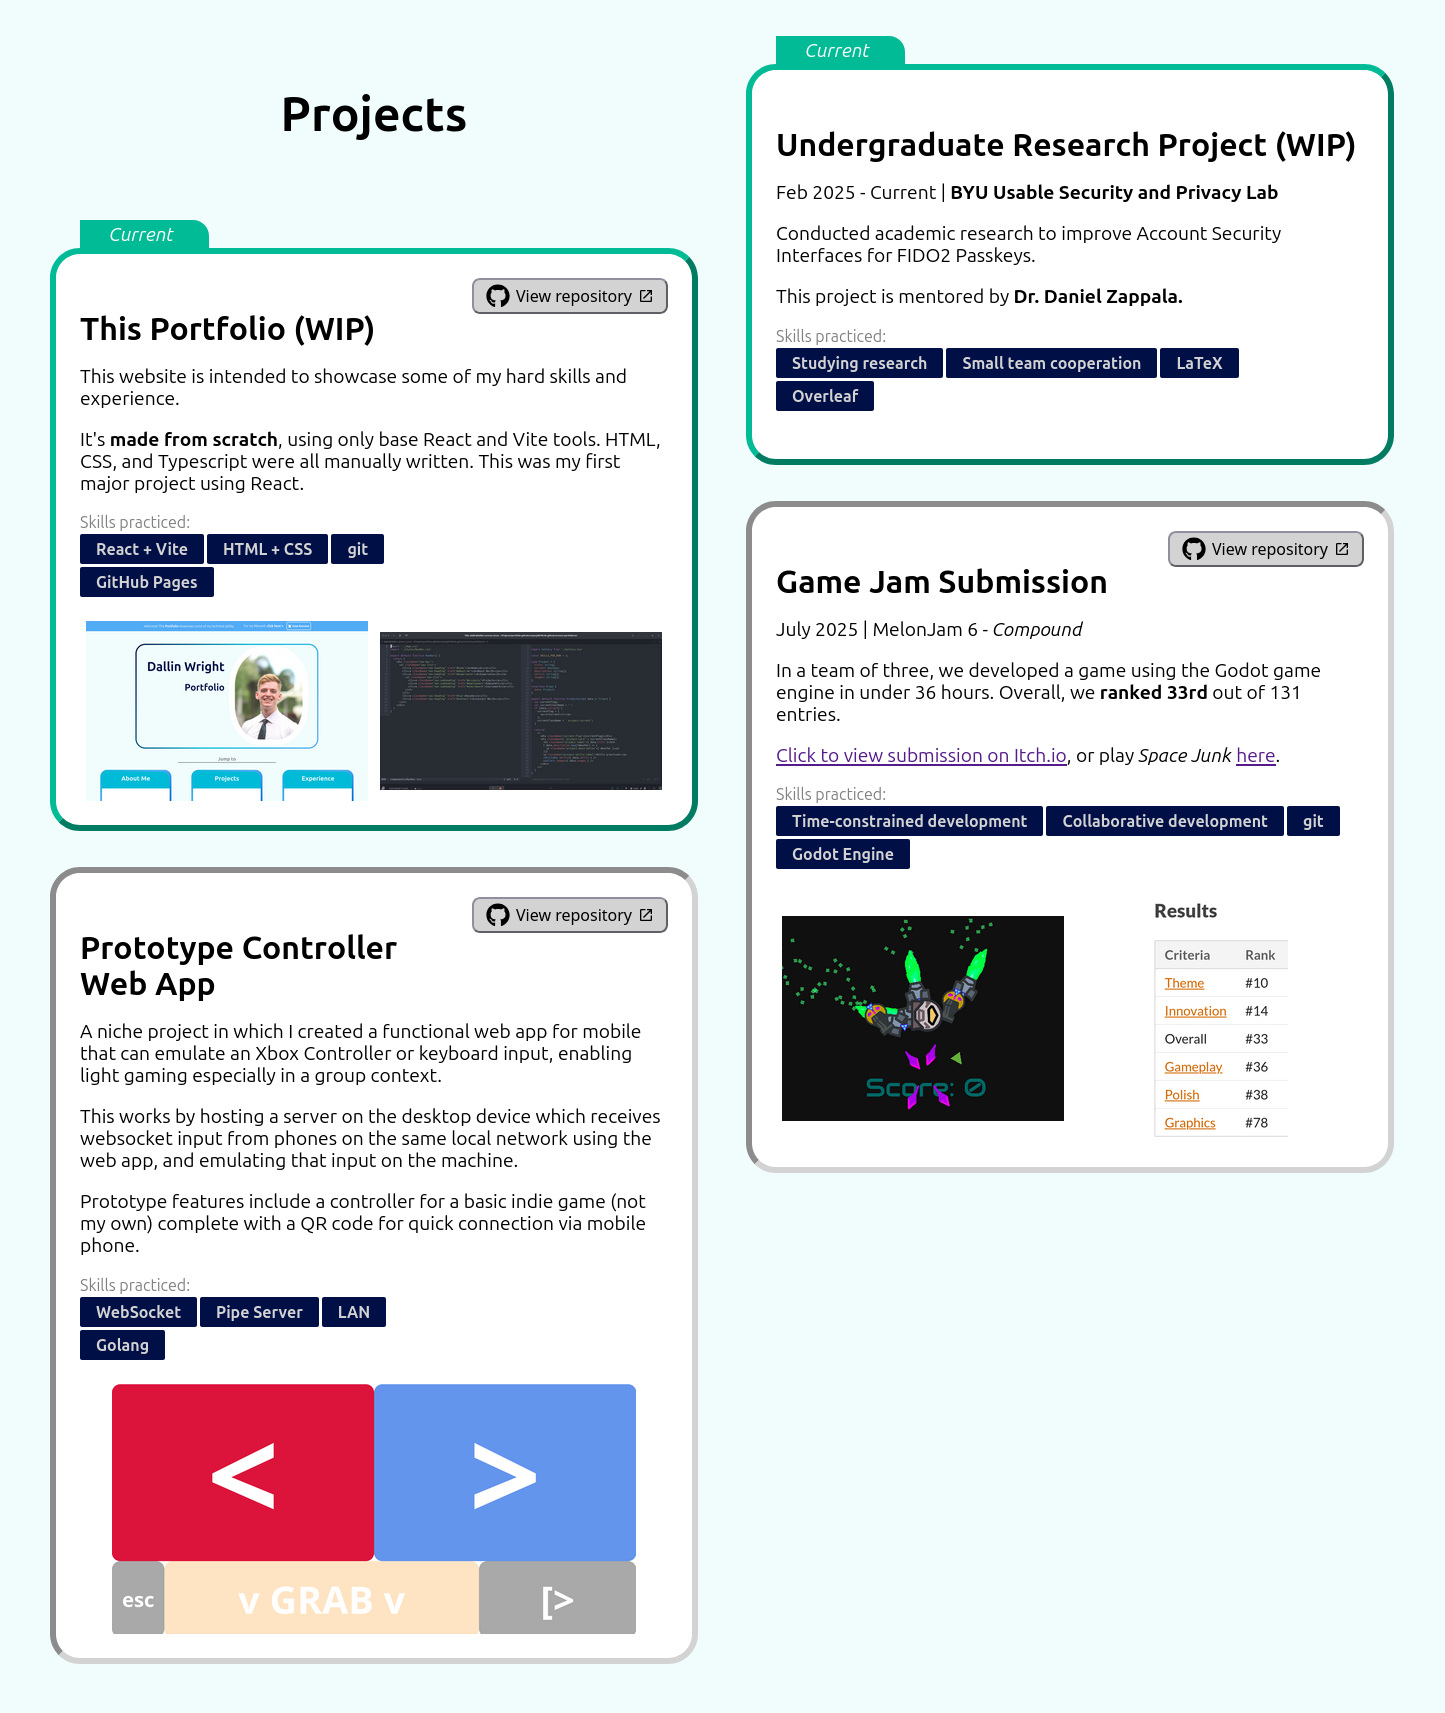 Projects
Current
View repository
This Portfolio (WIP)
This website is intended to showcase some of my hard skills and
experience.
It's made from scratch, using only base React and Vite tools. HTML,
CSS, and Typescript were all manually written. This was my first
major project using React.
Skills practiced:
React + Vite
HTML + CSS
git
GitHub Pages
Dallin Wright
Portfolio
Jump to
About Me
Projects
Experience
View repository
Prototype Controller
Web App
A niche project in which I created a functional web app for mobile
that can emulate an Xbox Controller or keyboard input, enabling
light gaming especially in a group context.
This works by hosting a server on the desktop device which receives
websocket input from phones on the same local network using the
web app, and emulating that input on the machine.
Prototype features include a controller for a basic indie game (not
my own) complete with a QR code for quick connection via mobile
phone.
Skills practiced:
WebSocket
Pipe Server
LAN
Golang
<
>
esc
v GRAB v
[>
Current
Undergraduate Research Project (WIP)
Feb 2025 - Current | BYU Usable Security and Privacy Lab
Conducted academic research to improve Account Security
Interfaces for FIDO2 Passkeys.
This project is mentored by Dr. Daniel Zappala.
Skills practiced:
Studying research
Small team cooperation
LaTeX
Overleaf
View repository
Game Jam Submission
July 2025 | MelonJam 6 - Compound
In a team of three, we developed a game using the Godot game
engine in under 36 hours. Overall, we ranked 33rd out of 131
entries.
Click to view submission on Itch.io, or play Space Junk here.
Skills practiced:
Time-constrained development
Collaborative development
git
Godot Engine
Score: 0
Results
Criteria Rank
Theme #10
Innovation #14
Overall #33
Gameplay #36
Polish #38
Graphics #78